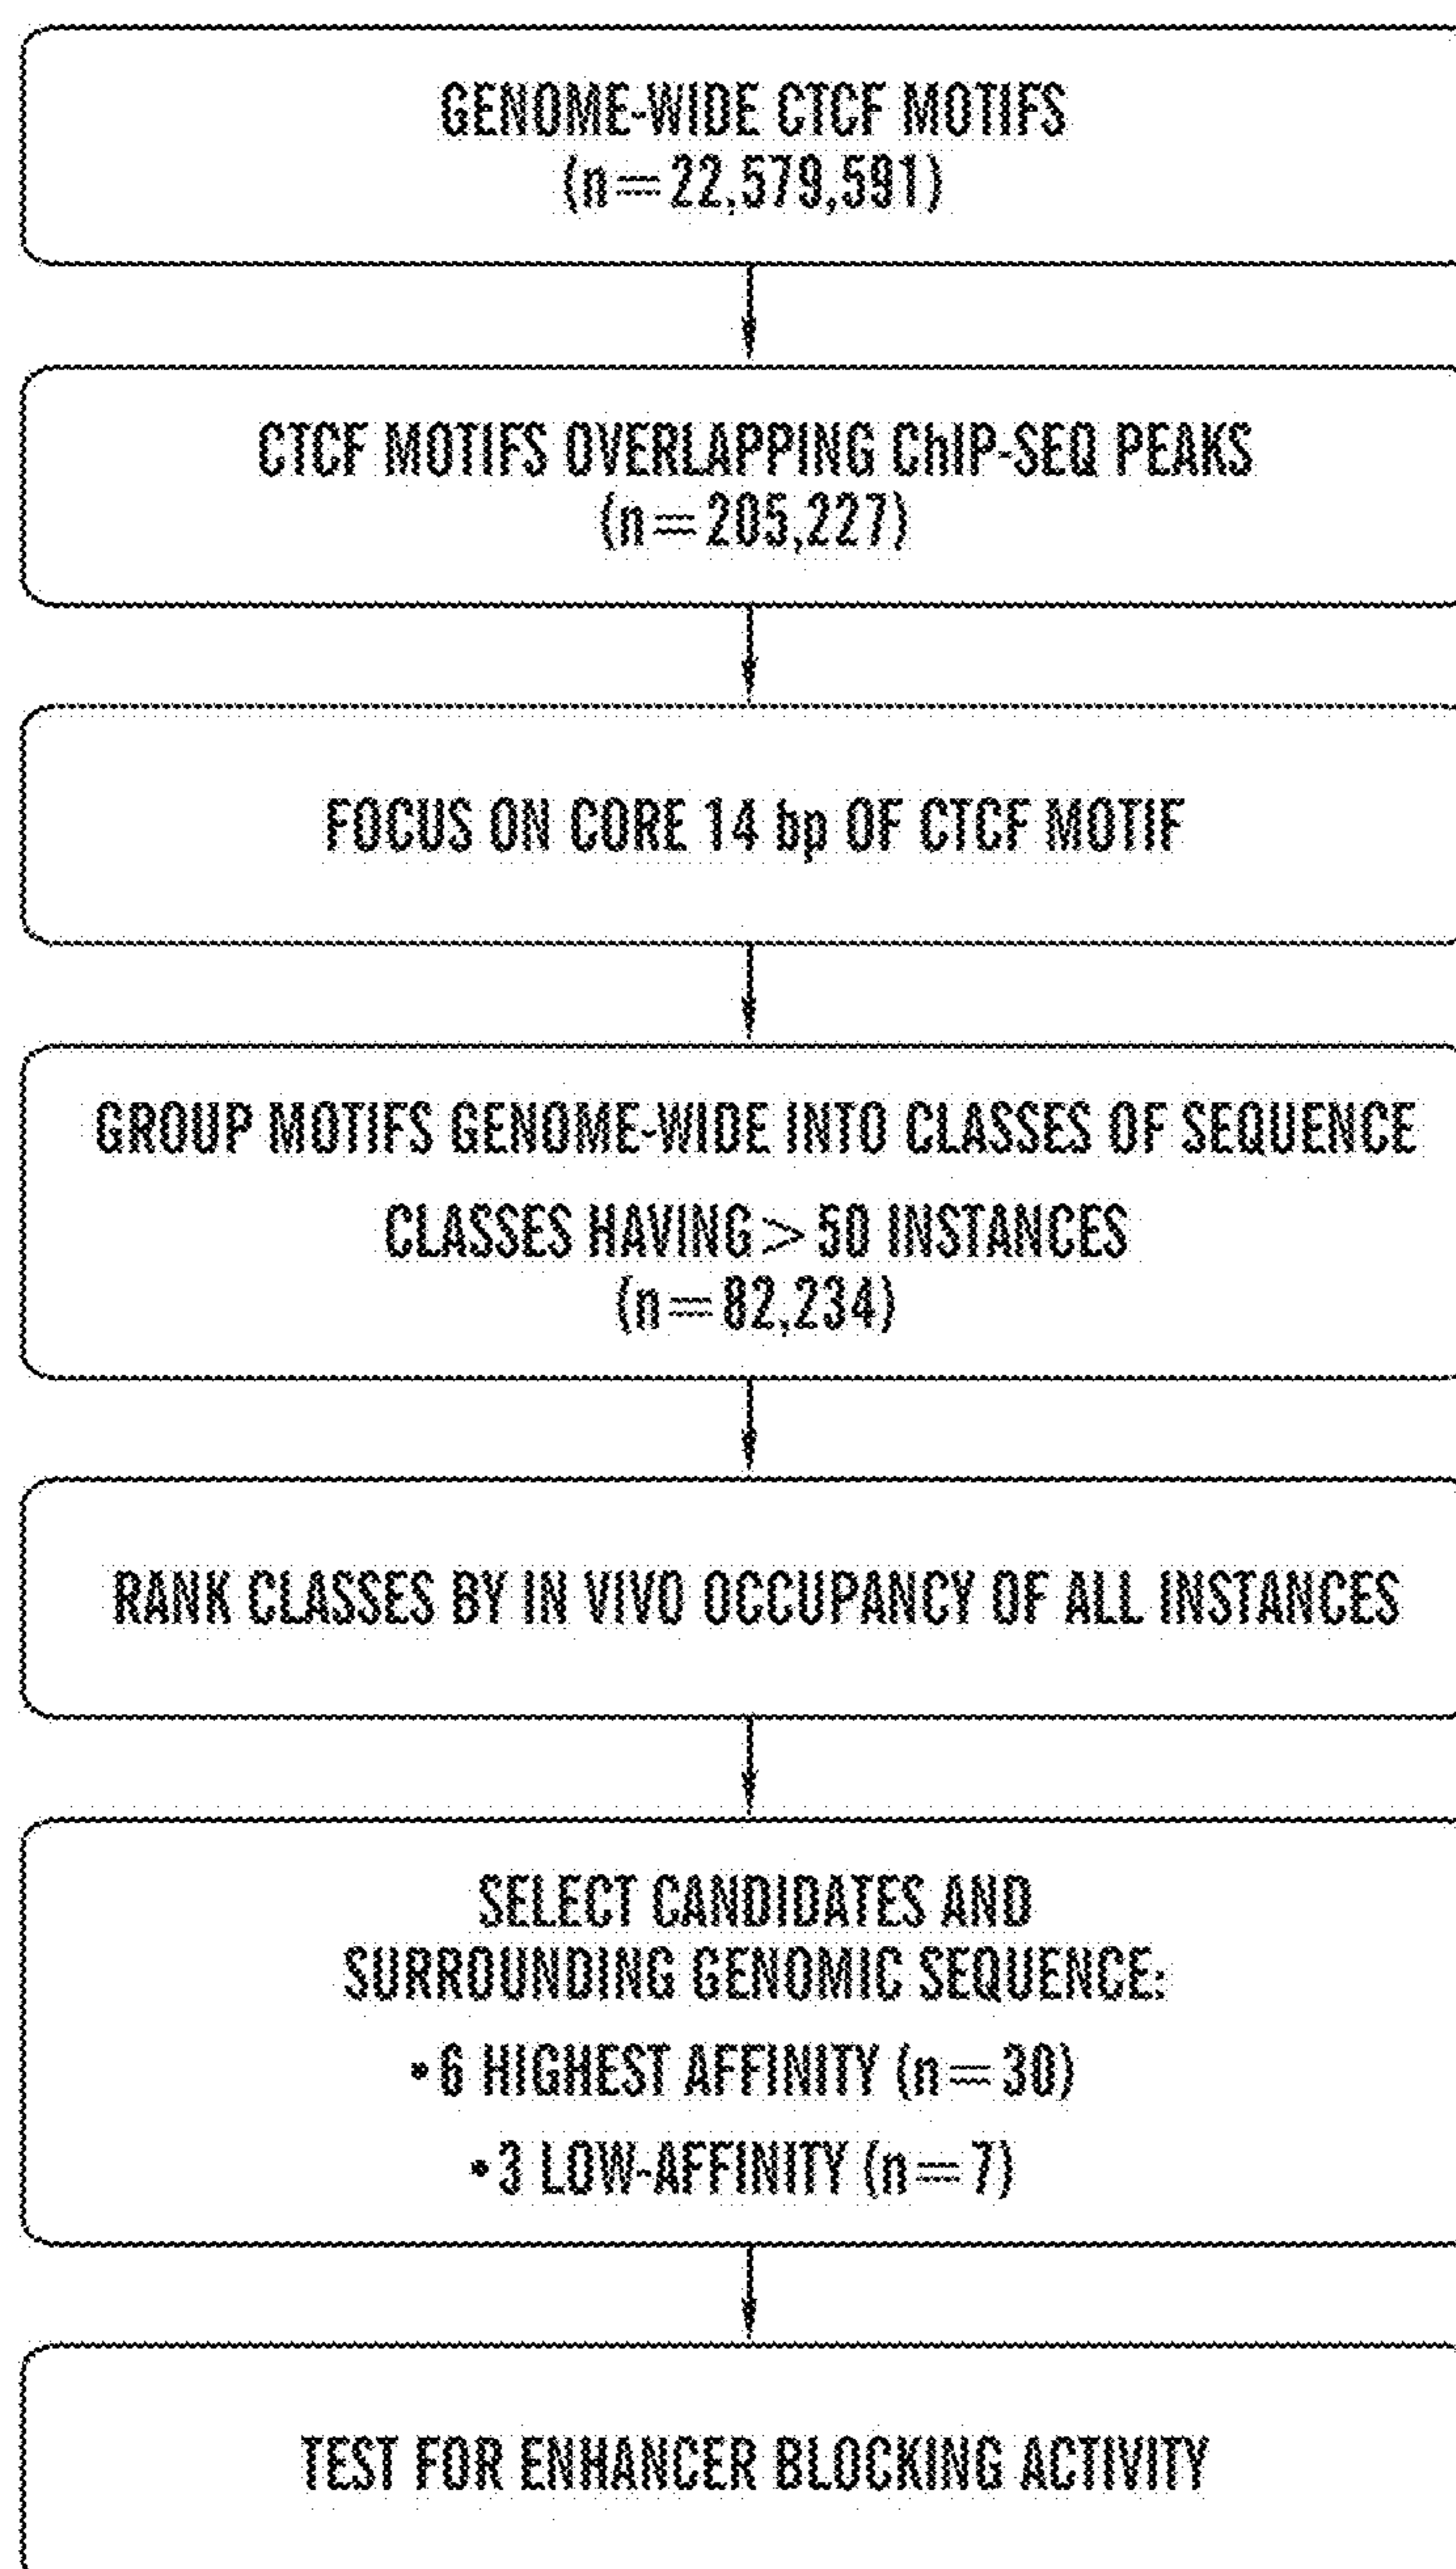 GENOME-WIDE CTCF MOTIFS
(n=22,579,591)
CTCF MOTIFS OVERLAPPING ChIP-SEQ PEAKS
(n=205,227)
FOCUS ON CORE 14 bp OF CTCF MOTIF
GROUP MOTIFS GENOME-WIDE INTO CLASSES OF SEQUENCE
CLASSES HAVING > 50 INSTANCES
(n=82,234)
RANK CLASSES BY IN VIVO OCCUPANCY OF ALL INSTANCES
SELECT CANDIDATES AND
SURROUNDING GENOMIC SEQUENCE:
•6 HIGHEST AFFINITY (n=30)
•3 LOW-AFFINITY (n=7)
TEST FOR ENHANCER BLOCKING ACTIVITY